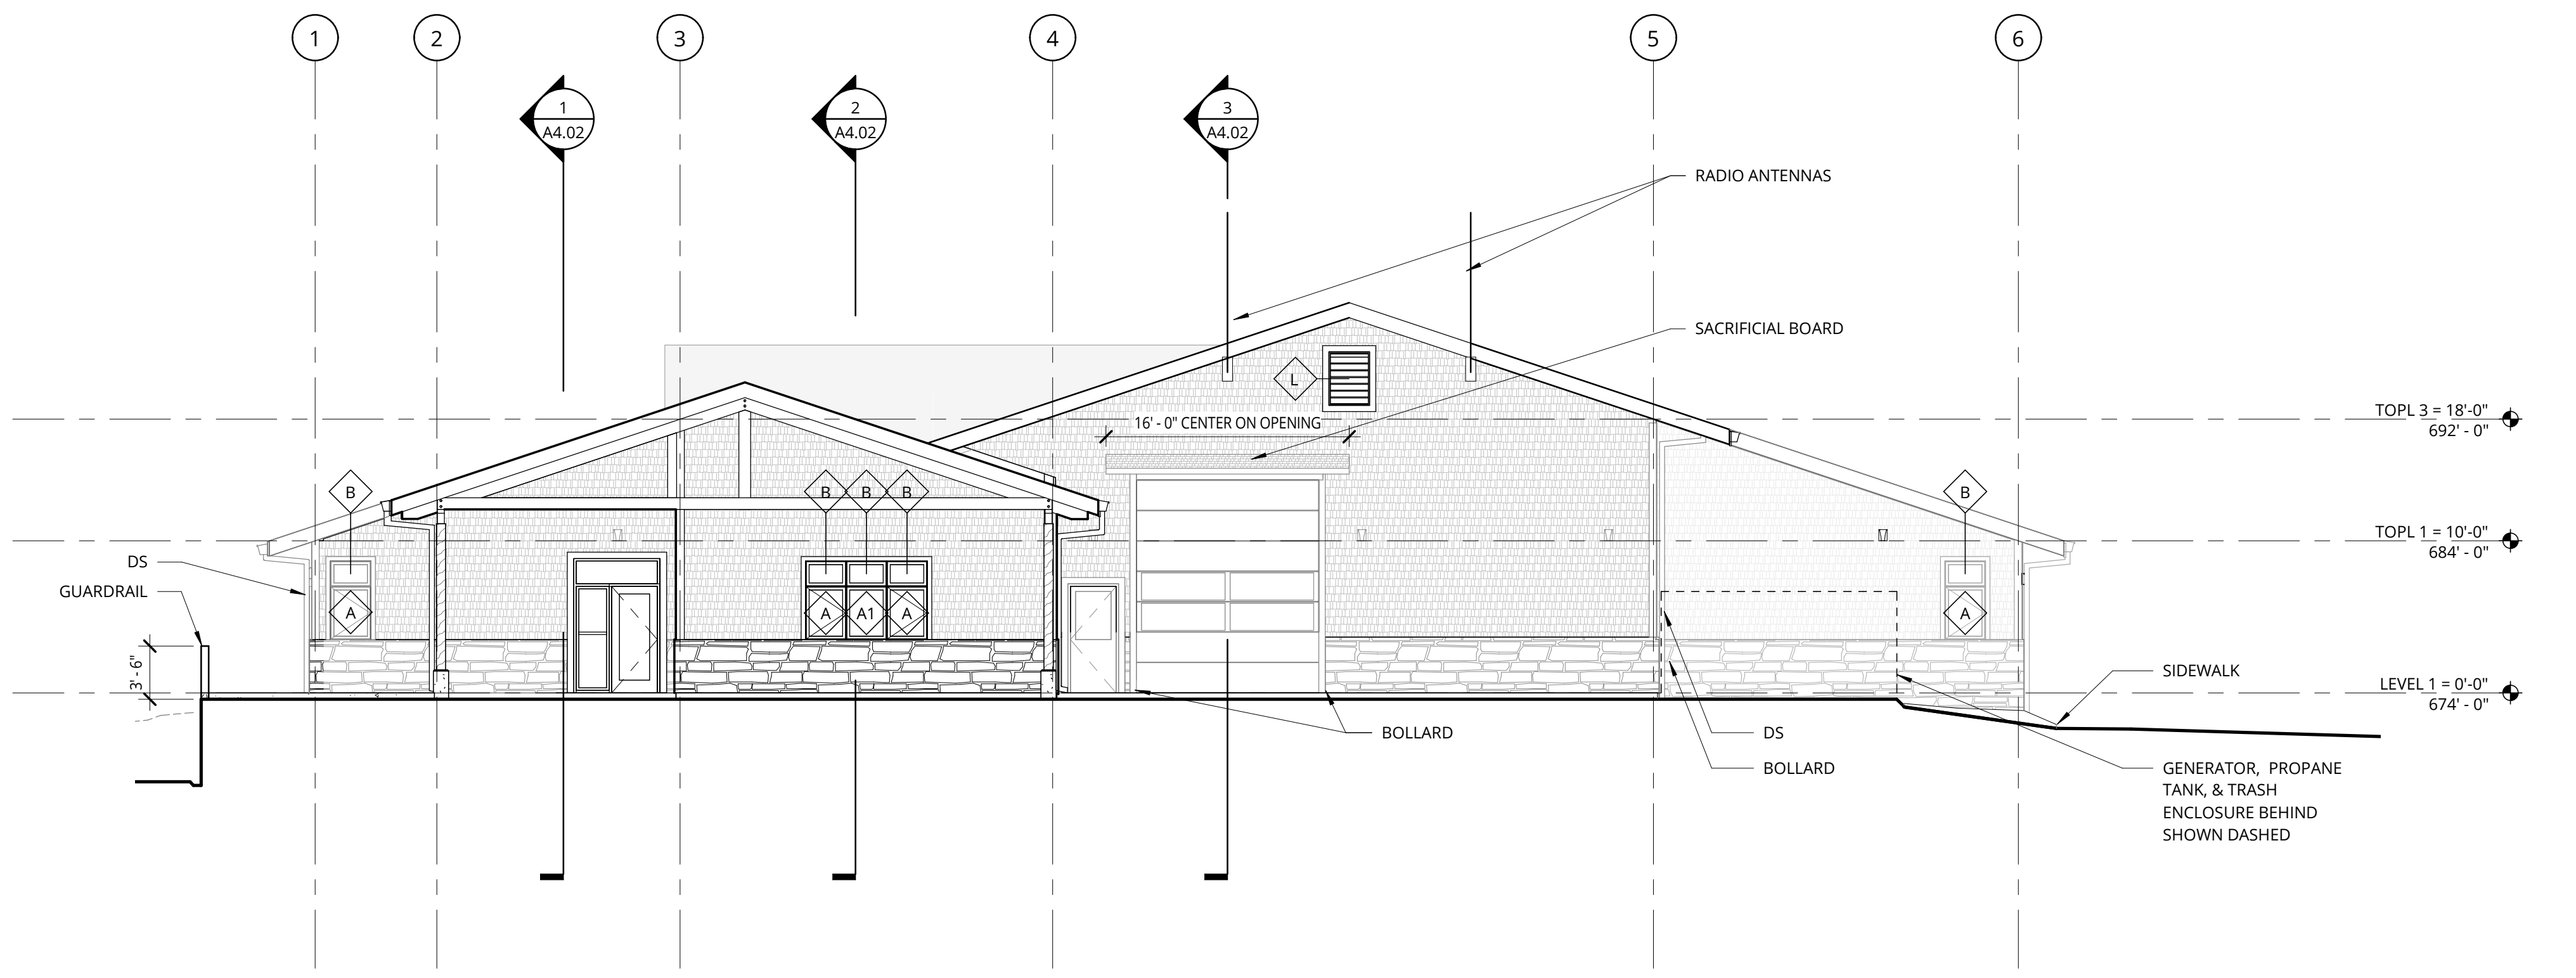 1 2 3 4 5 6
1 2 3
A4.02 A4.02 A4.02
RADIO ANTENNAS
SACRIFICIAL BOARD
L
TOPL 3 = 18'-0"
692' - 0"
16' - 0" CENTER ON OPENING
B B B B B
TOPL 1 = 10'-0"
684' - 0"
DS
GUARDRAIL
A A A1 A A
3' - 6"
SIDEWALK
LEVEL 1 = 0'-0"
674' - 0"
BOLLARD
DS
BOLLARD
GENERATOR, PROPANE
TANK, & TRASH
ENCLOSURE BEHIND
SHOWN DASHED